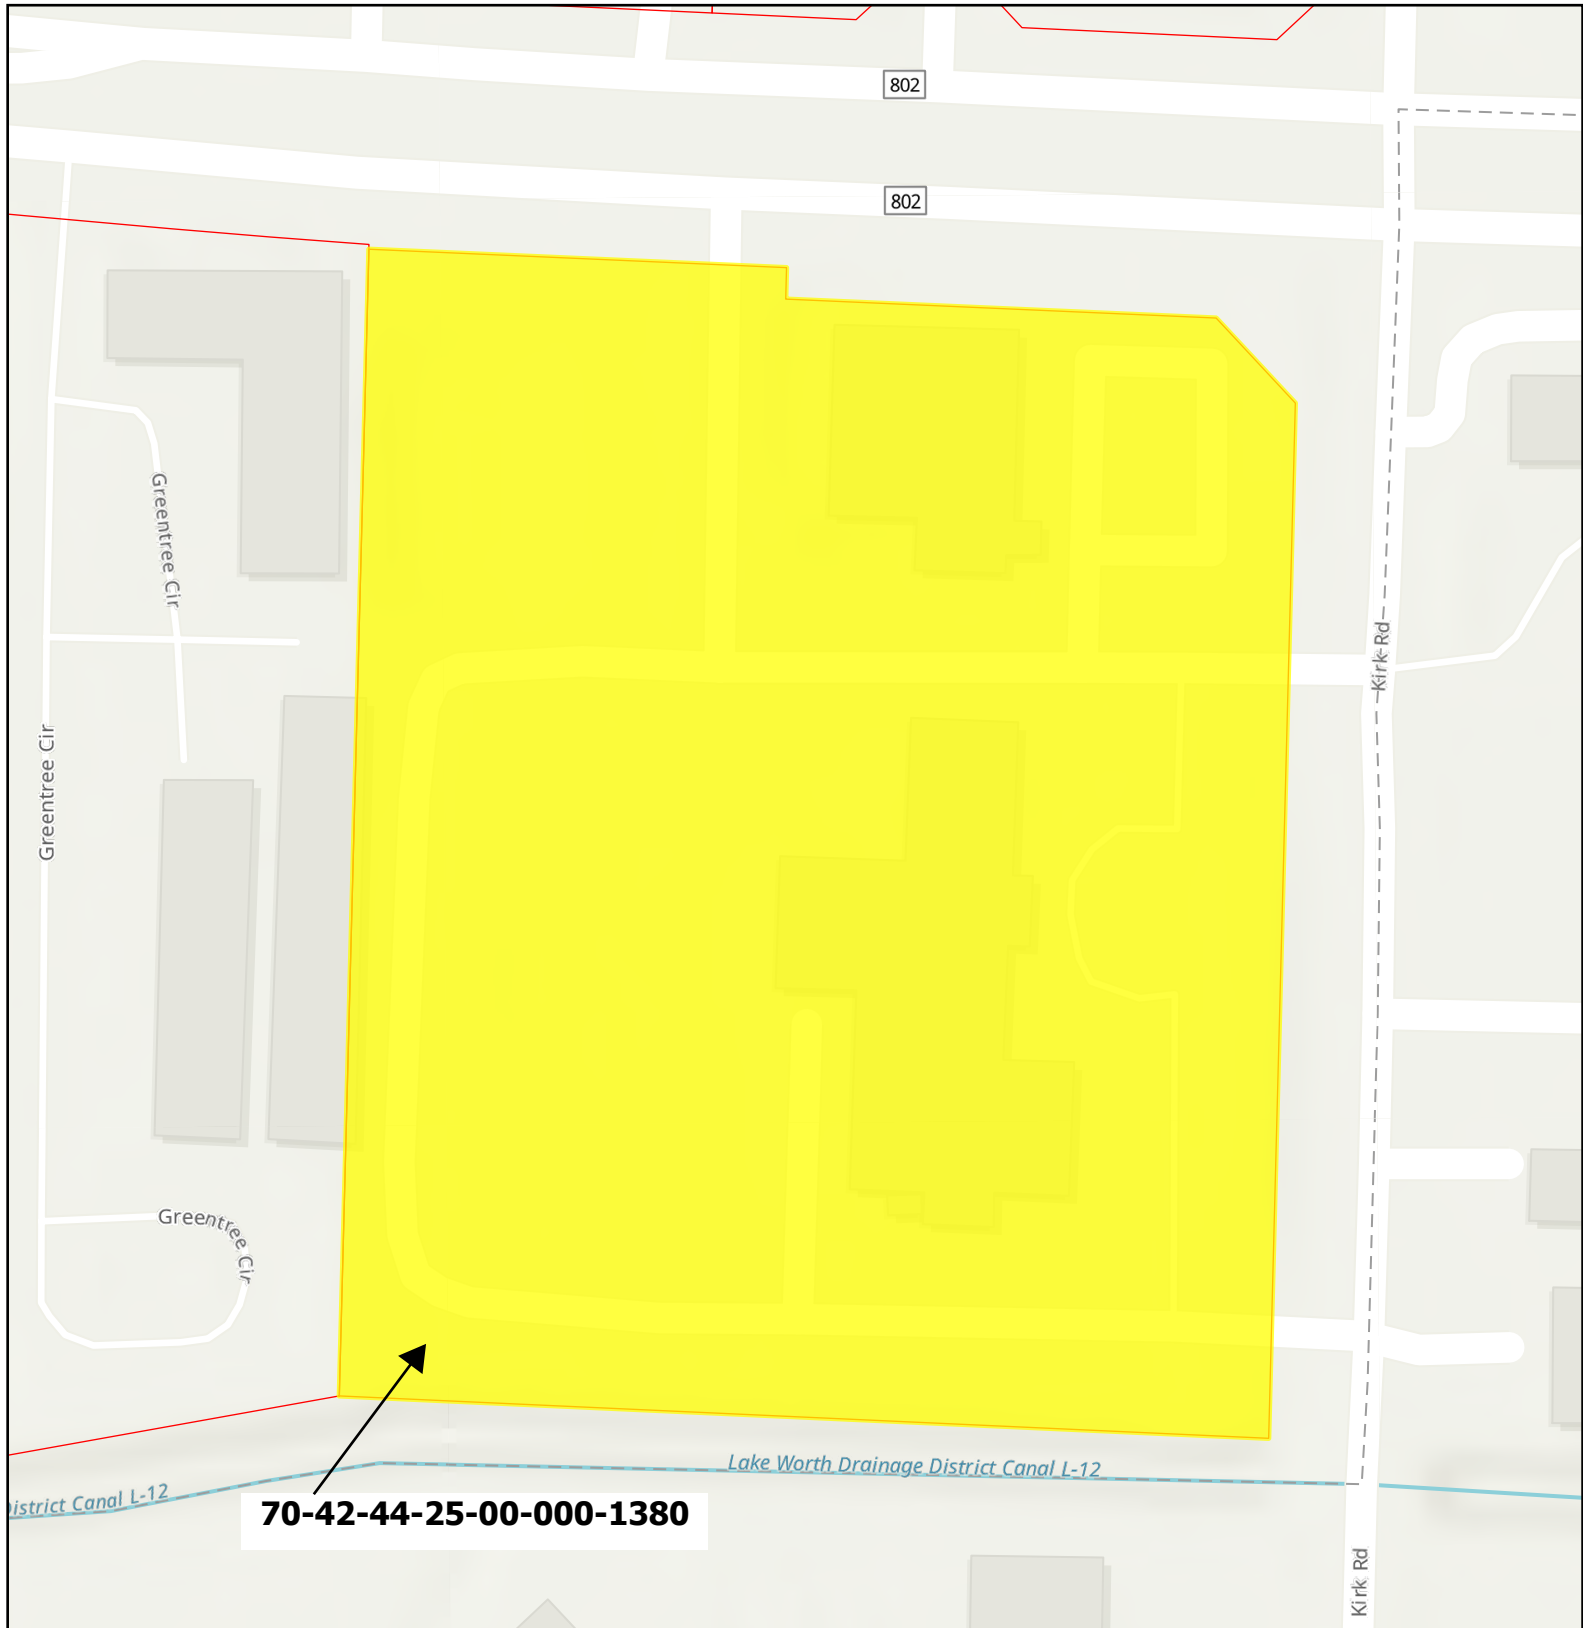 802
802
Greentree Cir
Kirk Rd
Greentree Cir
Greentree Cir
Lake Worth Drainage District Canal L-12
District Canal L-12
70-42-44-25-00-000-1380
Kirk Rd